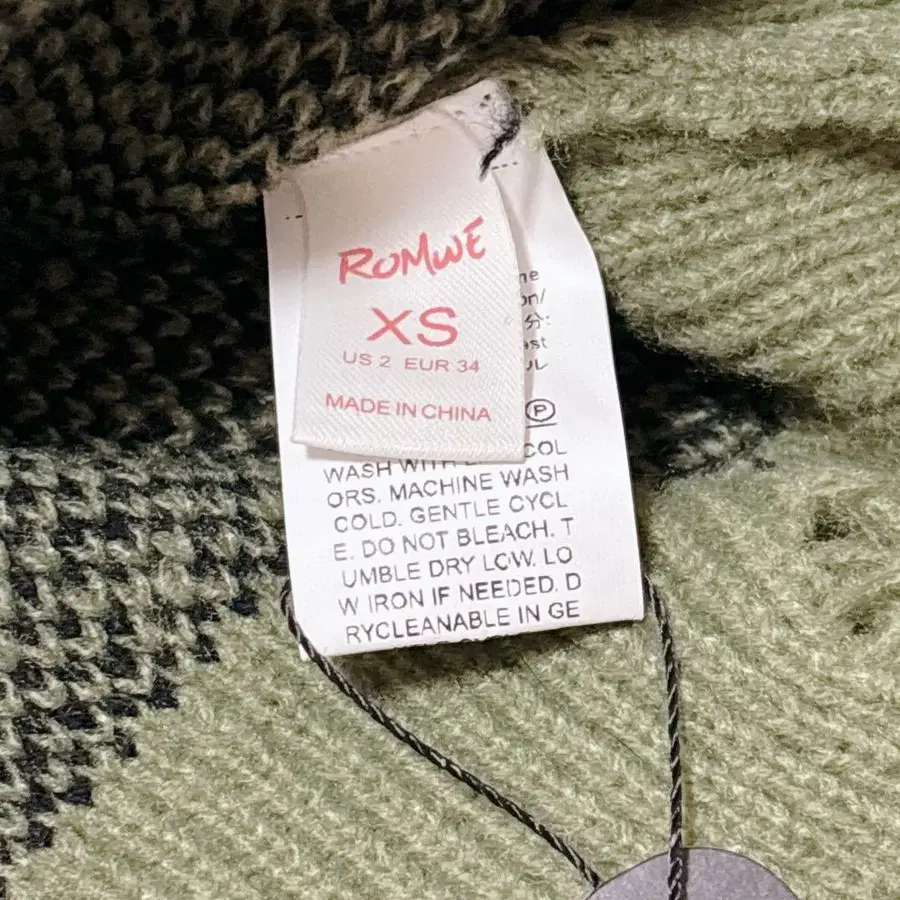 ROMWE
XS
US 2 EUR 34
MADE IN CHINA
P
WASH WITH COL
ORS. MACHINE WASH
COLD. GENTLE CYCL
E. DO NOT BLEACH. T
UMBLE DRY LOW. LO
W IRON IF NEEDED. D
RYCLEANABLE IN GE